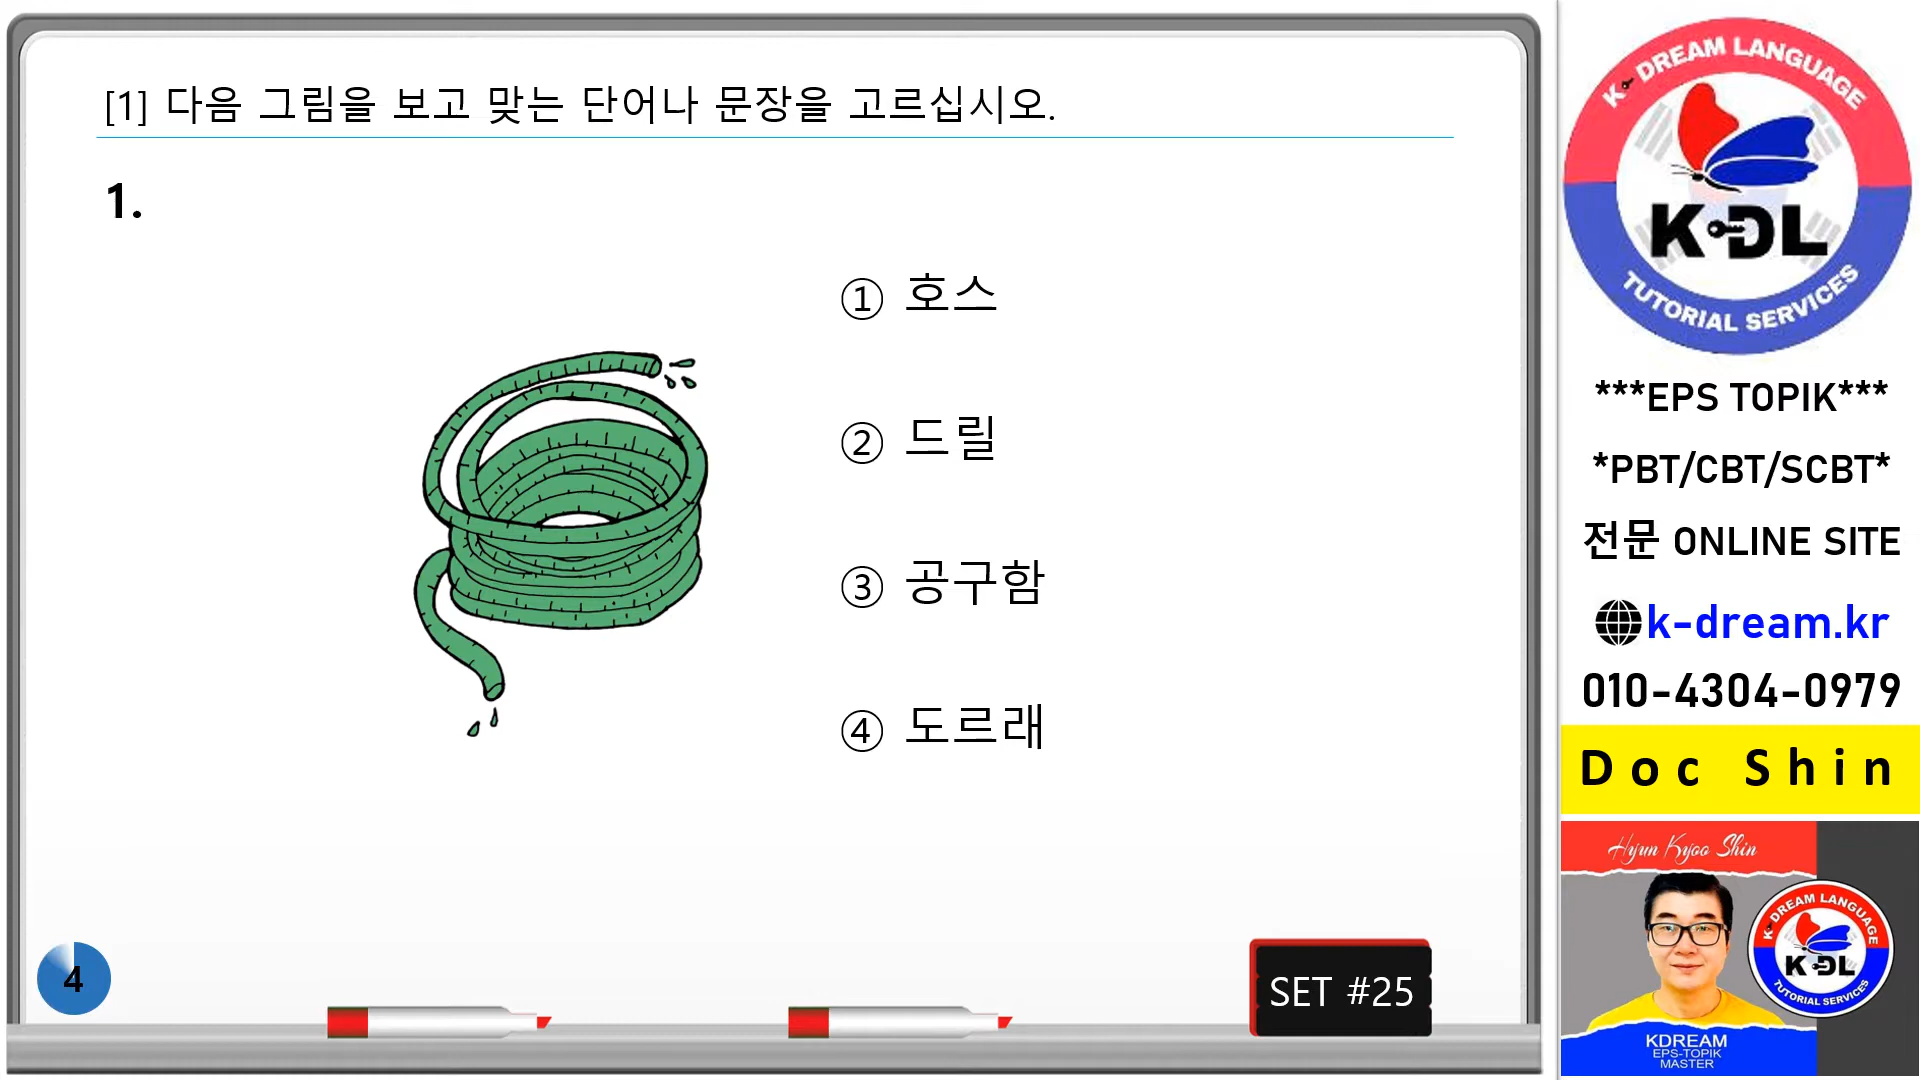 [1] 다음 그림을 보고 맞는 단어나 문장을 고르십시오.
1.
① 호스
② 드릴
③ 공구함
④ 도르래
4
SET #25
K DREAM LANGUAGE
K DL
TUTORIAL SERVICES
***EPS TOPIK***
*PBT/CBT/SCBT*
전문 ONLINE SITE
k-dream.kr
010-4304-0979
Doc Shin
Hyun Kyoo Shin
K DREAM LANGUAGE
K DL
TUTORIAL SERVICES
KDREAM
EPS-TOPIK
MASTER